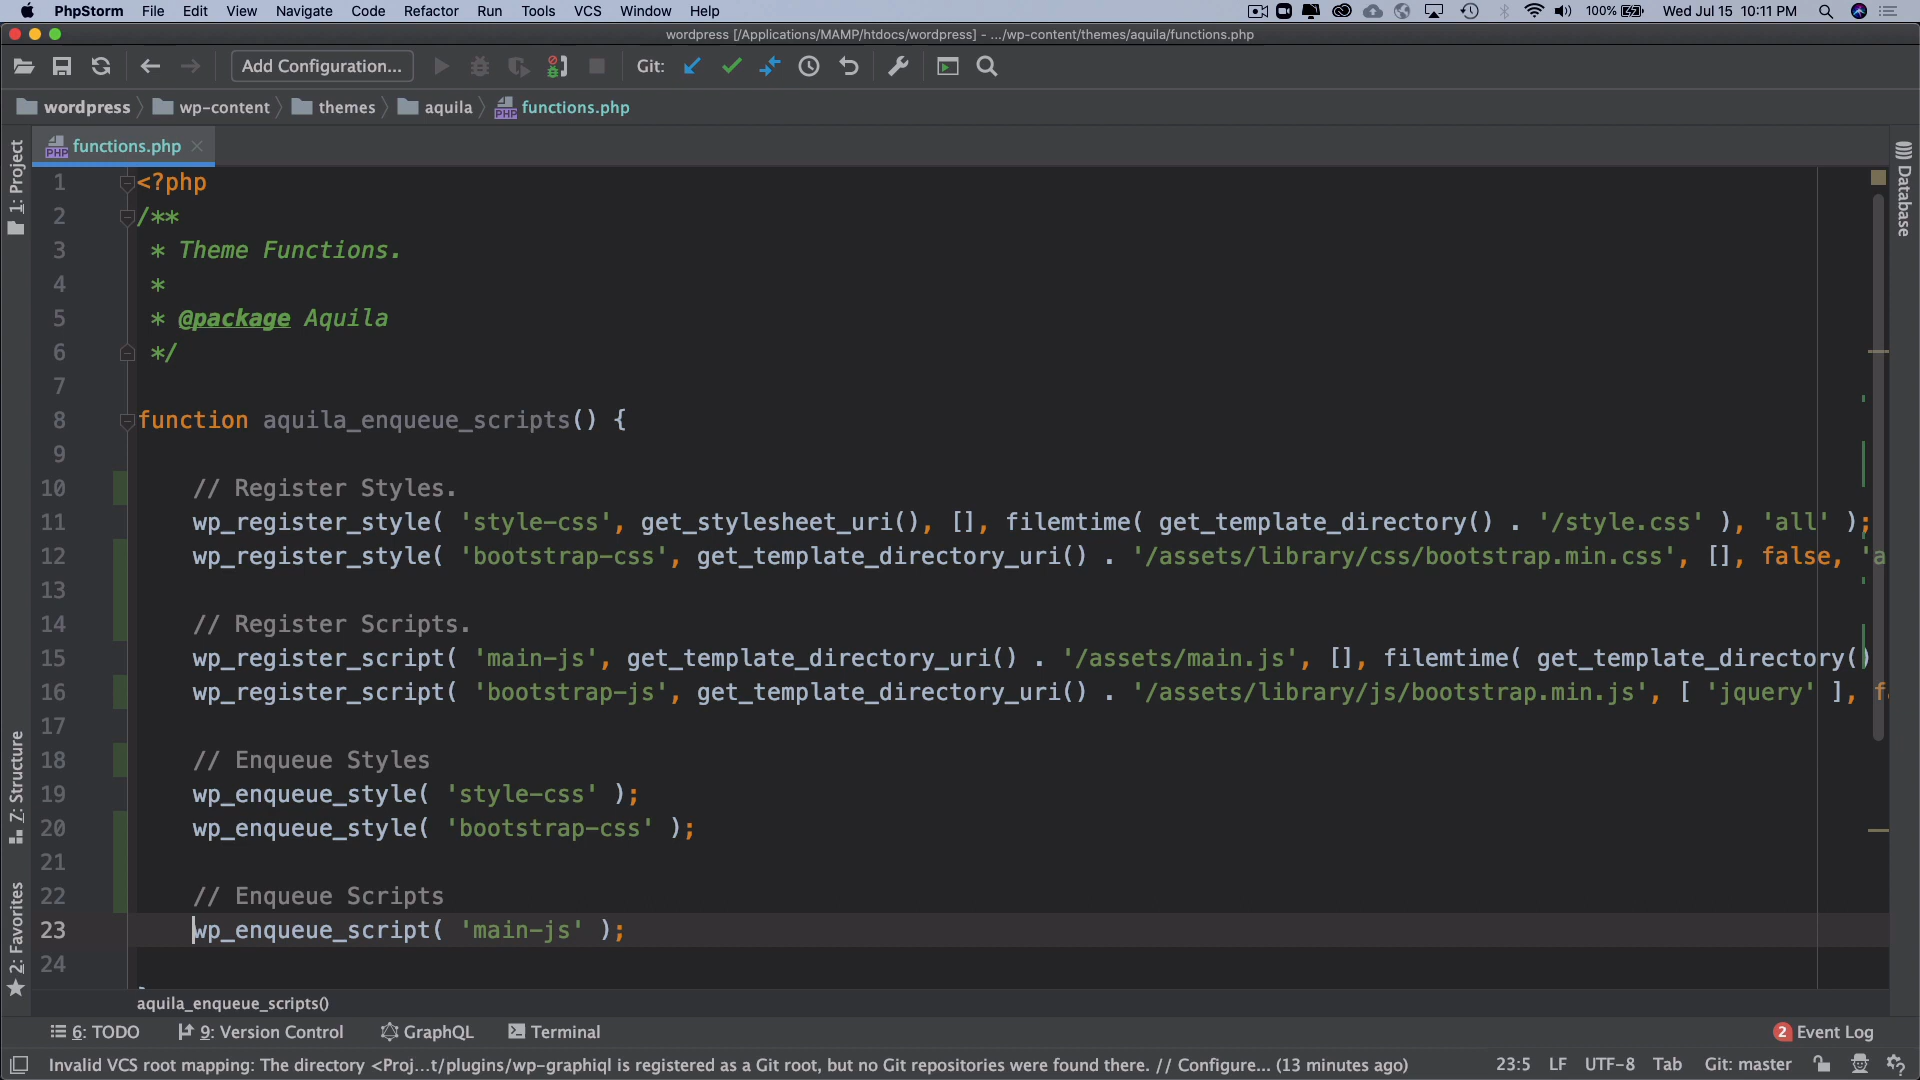 PhpStorm File Edit View Navigate Code Refactor Run Tools VCS Window Help 100% Wed Jul 15 10:11 PM
wordpress [/Applications/MAMP/htdocs/wordpress] - .../wp-content/themes/aquila/functions.php
Add Configuration... Git:
wordpress wp-content themes aquila functions.php
functions.php
1: Project
Database
1 <?php
2 /**
3 * Theme Functions.
4 *
5 * @package Aquila
6 */
7
8 function aquila_enqueue_scripts() {
9
10 // Register Styles.
11 wp_register_style( 'style-css', get_stylesheet_uri(), [], filemtime( get_template_directory() . '/style.css' ), 'all' );
12 wp_register_style( 'bootstrap-css', get_template_directory_uri() . '/assets/library/css/bootstrap.min.css', [], false, 'a
13
14 // Register Scripts.
15 wp_register_script( 'main-js', get_template_directory_uri() . '/assets/main.js', [], filemtime( get_template_directory()
16 wp_register_script( 'bootstrap-js', get_template_directory_uri() . '/assets/library/js/bootstrap.min.js', [ 'jquery' ], f
17
18 // Enqueue Styles
19 wp_enqueue_style( 'style-css' );
20 wp_enqueue_style( 'bootstrap-css' );
21
22 // Enqueue Scripts
23 wp_enqueue_script( 'main-js' );
24
Z: Structure
2: Favorites
aquila_enqueue_scripts()
6: TODO 9: Version Control GraphQL Terminal 2 Event Log
Invalid VCS root mapping: The directory <Proj...t/plugins/wp-graphiql is registered as a Git root, but no Git repositories were found there. // Configure... (13 minutes ago) 23:5 LF UTF-8 Tab Git: master